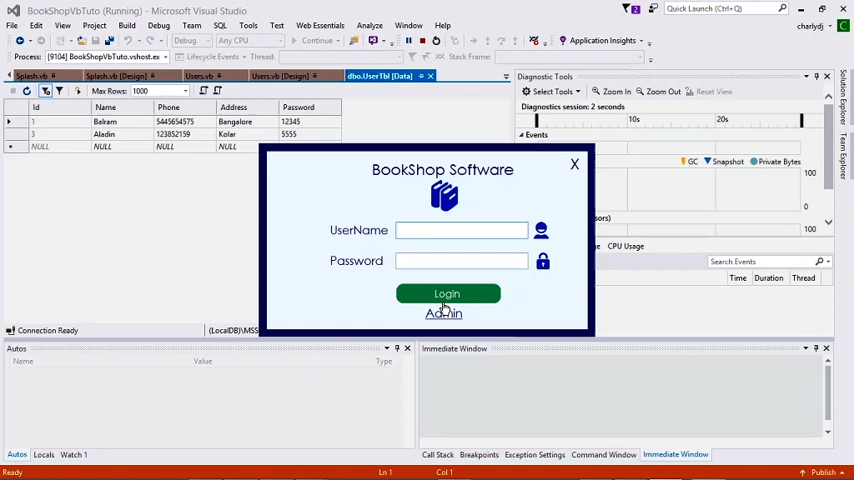 BookShopVbTuto (Running) - Microsoft Visual Studio
2
Quick Launch (Ctrl+Q)
File Edit View Project Build Debug Team SQL Tools Test Web Essentials Analyze Window Help
charlydj
Debug Any CPU Continue Application Insights
Process: [9104] BookShopVbTuto.vshost.ex Lifecycle Events Thread: Stack Frame:
Splash.vb Splash.vb [Design] Users.vb Users.vb [Design] dbo.UserTbl [Data]
Max Rows: 1000
Id Name Phone Address Password
1 Balram 5445654575 Bangalore 12345
3 Aladin 123852159 Kolar 5555
NULL NULL NULL NULL NULL
Diagnostic Tools
Select Tools Zoom In Zoom Out Reset View
Diagnostics session: 2 seconds
10s 20s
Events
GC Snapshot Private Bytes
100
0
100
CPU Usage
Search Events
Time Duration Thread
Solution Explorer
Team Explorer
BookShop Software
X
UserName
Password
Login
Admin
Connection Ready
Autos
Name Value Type
Immediate Window
Autos Locals Watch 1
Call Stack Breakpoints Exception Settings Command Window Immediate Window
Ready Ln 1 Col 1 Publish